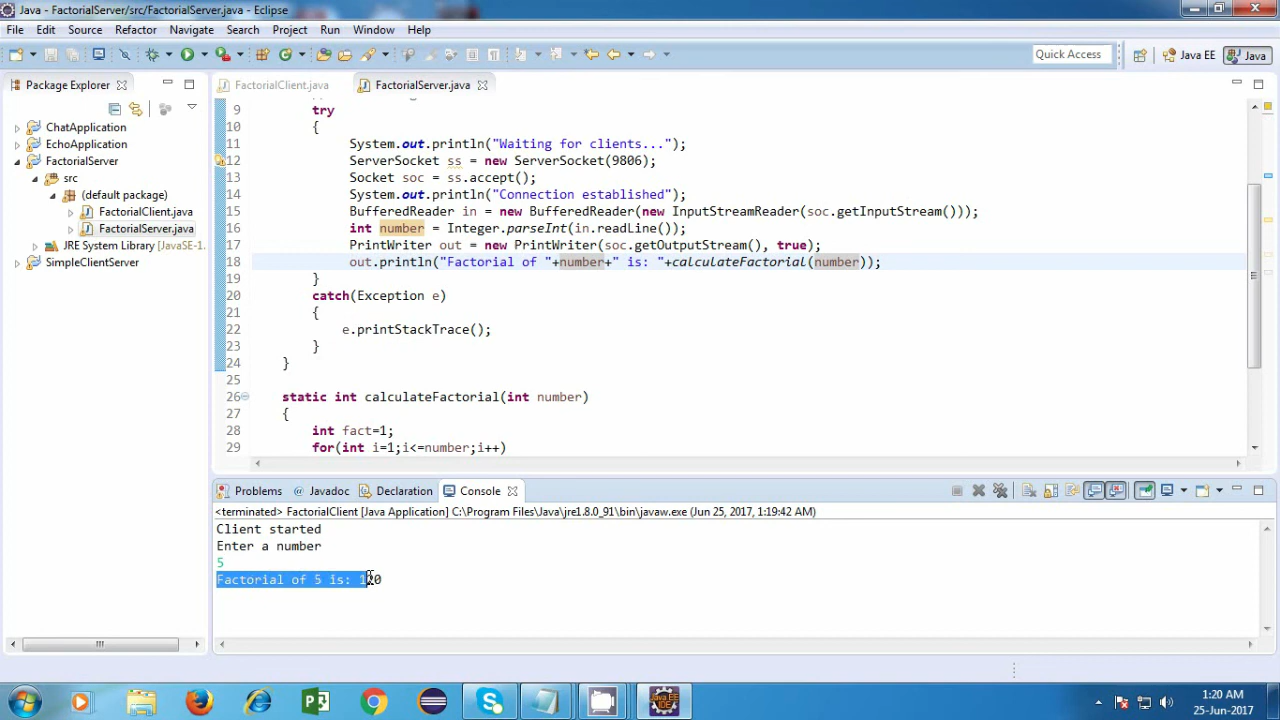 Java - FactorialServer/src/FactorialServer.java - Eclipse
File Edit Source Refactor Navigate Search Project Run Window Help
Quick Access Java EE Java
Package Explorer
ChatApplication
EchoApplication
FactorialServer
src
(default package)
FactorialClient.java
FactorialServer.java
JRE System Library [JavaSE-1.
SimpleClientServer
FactorialClient.java FactorialServer.java
9 try
10 {
11 System.out.println("Waiting for clients...");
12 ServerSocket ss = new ServerSocket(9806);
13 Socket soc = ss.accept();
14 System.out.println("Connection established");
15 BufferedReader in = new BufferedReader(new InputStreamReader(soc.getInputStream()));
16 int number = Integer.parseInt(in.readLine());
17 PrintWriter out = new PrintWriter(soc.getOutputStream(), true);
18 out.println("Factorial of "+number+" is: "+calculateFactorial(number));
19 }
20 catch(Exception e)
21 {
22 e.printStackTrace();
23 }
24 }
25
26 static int calculateFactorial(int number)
27 {
28 int fact=1;
29 for(int i=1;i<=number;i++)
Problems @ Javadoc Declaration Console
<terminated> FactorialClient [Java Application] C:\Program Files\Java\jre1.8.0_91\bin\javaw.exe (Jun 25, 2017, 1:19:42 AM)
Client started
Enter a number
5
Factorial of 5 is: 120
1:20 AM
25-Jun-2017